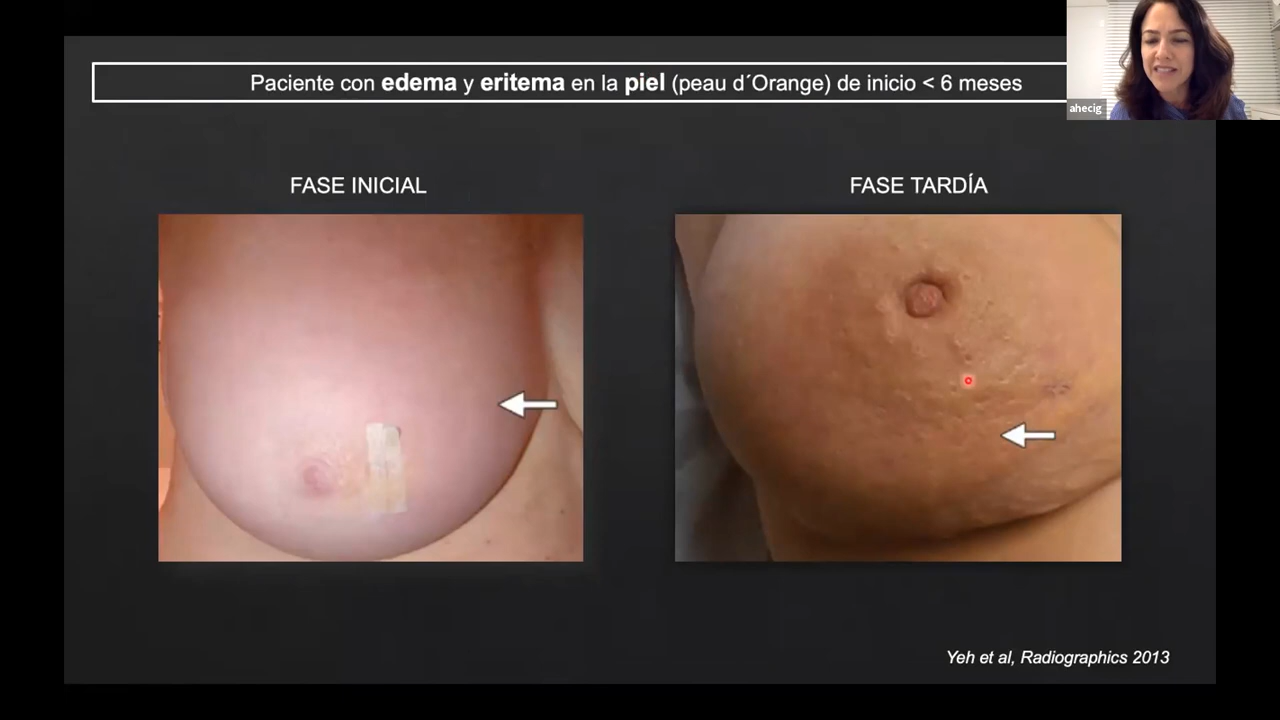 Paciente con edema y eritema en la piel (peau d´Orange) de inicio < 6 meses
ahecig
FASE INICIAL
FASE TARDÍA
Yeh et al, Radiographics 2013